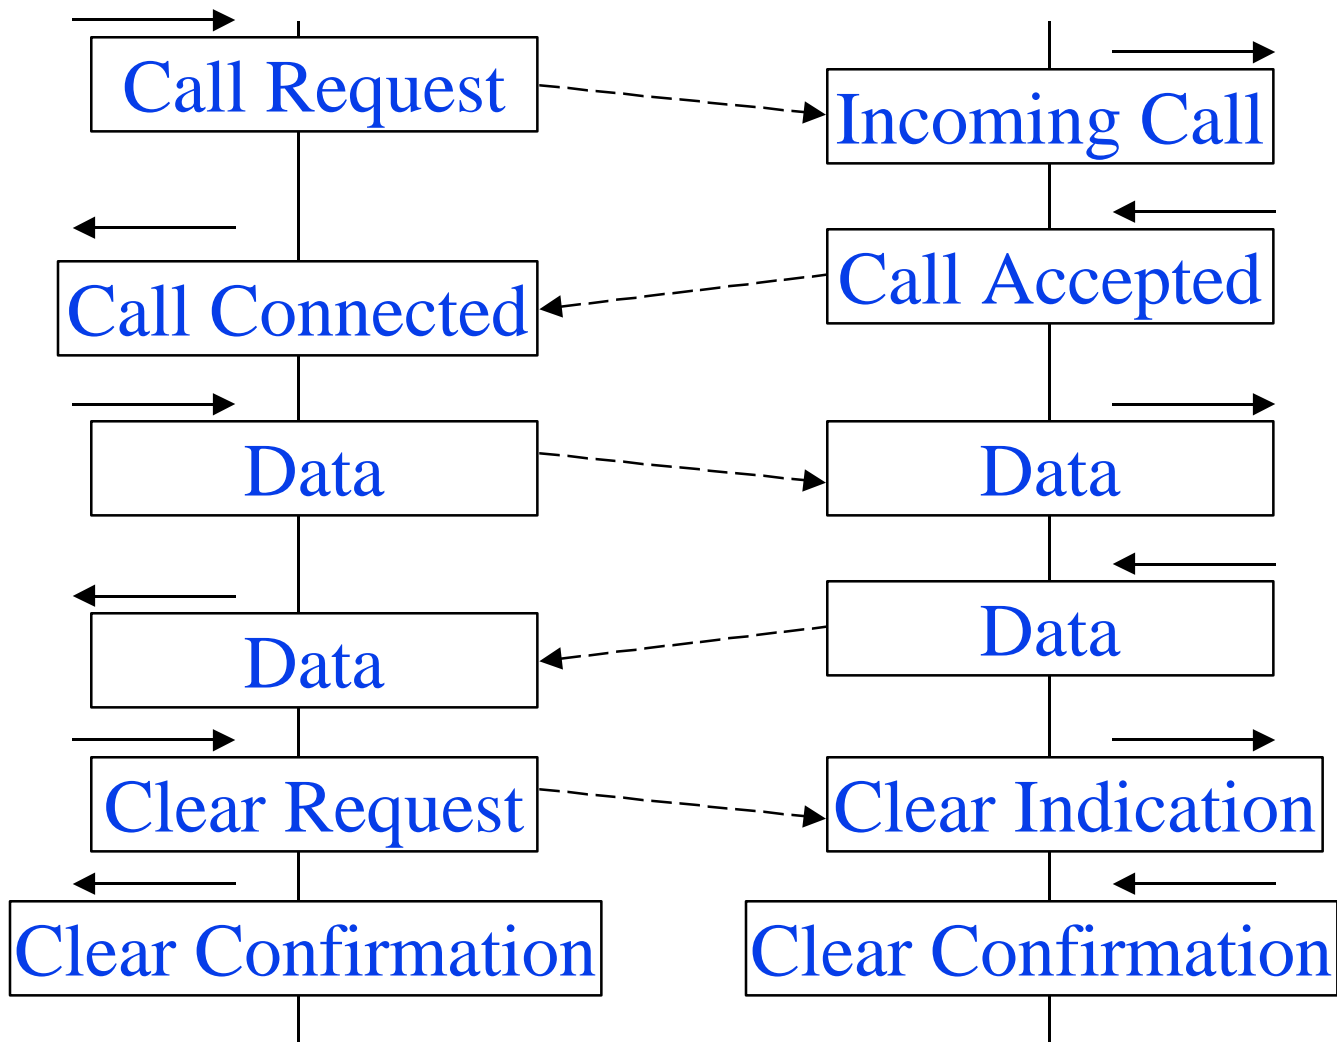 Call Request
Incoming Call
Call Accepted
Call Connected
Data
Data
Data
Data
Clear Request
Clear Indication
Clear Confirmation
Clear Confirmation